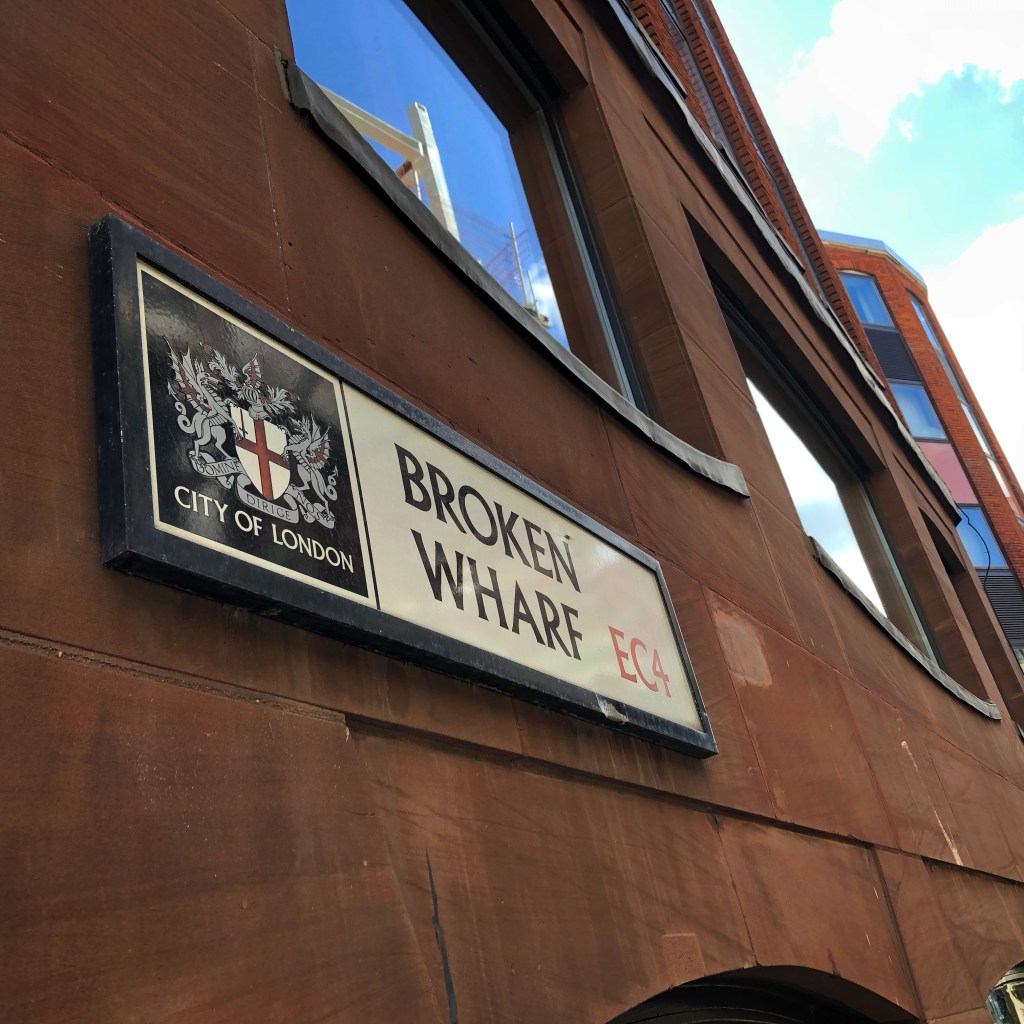 DOMINE DIRIGE
CITY OF LONDON
BROKEN
WHARF
EC4